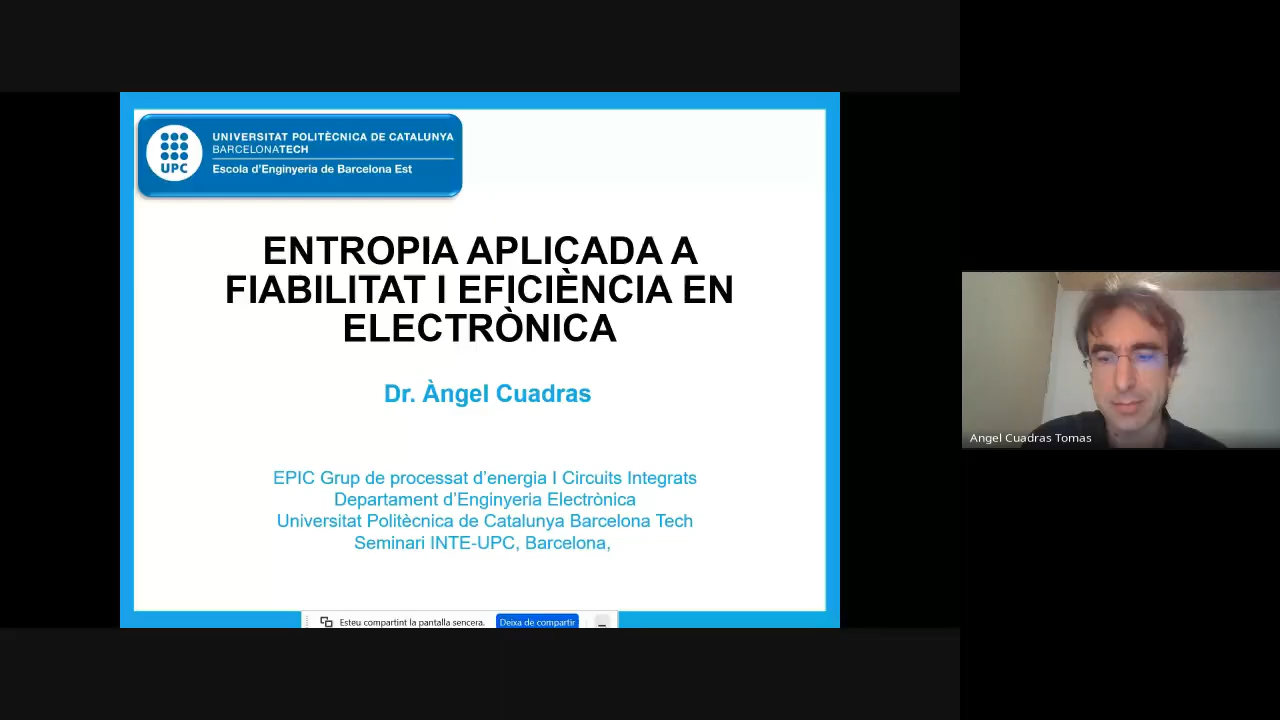 UNIVERSITAT POLITÈCNICA DE CATALUNYA
BARCELONATECH
Escola d'Enginyeria de Barcelona Est
UPC
ENTROPIA APLICADA A
FIABILITAT I EFICIÈNCIA EN
ELECTRÒNICA
Dr. Àngel Cuadras
EPIC Grup de processat d'energia I Circuits Integrats
Departament d'Enginyeria Electrònica
Universitat Politècnica de Catalunya Barcelona Tech
Seminari INTE-UPC, Barcelona,
Esteu compartint la pantalla sencera.
Deixa de compartir
Angel Cuadras Tomas